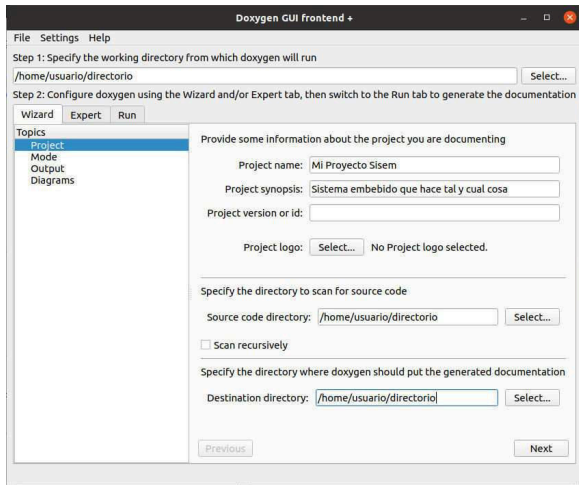 Doxygen GUI frontend +
File Settings Help
Step 1: Specify the working directory from which doxygen will run
/home/usuario/directorio Select...
Step 2: Configure doxygen using the Wizard and/or Expert tab, then switch to the Run tab to generate the documentation
Wizard Expert Run
Topics
Project
Mode
Output
Diagrams
Provide some information about the project you are documenting
Project name: Mi Proyecto Sisem
Project synopsis: Sistema embebido que hace tal y cual cosa
Project version or id:
Project logo: Select... No Project logo selected.
Specify the directory to scan for source code
Source code directory: /home/usuario/directorio Select...
Scan recursively
Specify the directory where doxygen should put the generated documentation
Destination directory: /home/usuario/directorio Select...
Previous Next